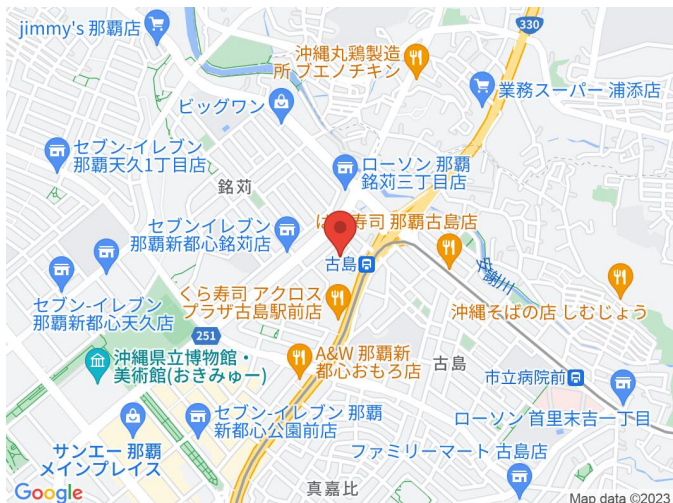 jimmy's 那覇店
330
沖縄丸鶏製造
所 ブエノチキン
業務スーパー 浦添店
ビッグワン
セブン-イレブン
那覇天久1丁目店
ローソン 那覇
銘苅三丁目店
銘苅
セブンイレブン
那覇新都心銘苅店
は
寿司 那覇古島店
古島
安謝川
セブン-イレブン
那覇新都心天久店
くら寿司 アクロス
プラザ古島駅前店
沖縄そばの店 しむじょう
251
沖縄県立博物館・
美術館(おきみゅー)
A&W 那覇新
都心おもろ店
古島
市立病院前
セブン-イレブン 那覇
新都心公園前店
ローソン 首里末吉一丁目
サンエー 那覇
メインプレイス
ファミリーマート 古島店
真嘉比
Google
Map data ©2023